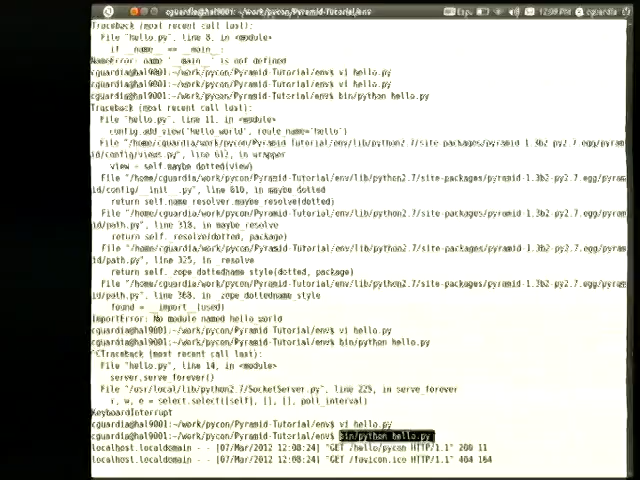 cguardia@hal9001: ~/work/pycon/Pyramid-Tutorial/env
Esp 12:08 PM cguardia
Traceback (most recent call last):
File "hello.py", line 8, in <module>
if __name__ == __main__:
NameError: name '__main__' is not defined
cguardia@hal9001:~/work/pycon/Pyramid-Tutorial/env$ vi hello.py
cguardia@hal9001:~/work/pycon/Pyramid-Tutorial/env$ vi hello.py
cguardia@hal9001:~/work/pycon/Pyramid-Tutorial/env$ bin/python hello.py
Traceback (most recent call last):
File "hello.py", line 11, in <module>
config.add_view('hello_world', route_name='hello')
File "/home/cguardia/work/pycon/Pyramid-Tutorial/env/lib/python2.7/site-packages/pyramid-1.3b2-py2.7.egg/pyram
id/config/views.py", line 612, in wrapper
view = self.maybe_dotted(view)
File "/home/cguardia/work/pycon/Pyramid-Tutorial/env/lib/python2.7/site-packages/pyramid-1.3b2-py2.7.egg/pyram
id/config/__init__.py", line 810, in maybe_dotted
return self.name_resolver.maybe_resolve(dotted)
File "/home/cguardia/work/pycon/Pyramid-Tutorial/env/lib/python2.7/site-packages/pyramid-1.3b2-py2.7.egg/pyram
id/path.py", line 318, in maybe_resolve
return self._resolve(dotted, package)
File "/home/cguardia/work/pycon/Pyramid-Tutorial/env/lib/python2.7/site-packages/pyramid-1.3b2-py2.7.egg/pyram
id/path.py", line 325, in _resolve
return self._zope_dottedname_style(dotted, package)
File "/home/cguardia/work/pycon/Pyramid-Tutorial/env/lib/python2.7/site-packages/pyramid-1.3b2-py2.7.egg/pyram
id/path.py", line 368, in _zope_dottedname_style
found = __import__(used)
ImportError: No module named hello_world
cguardia@hal9001:~/work/pycon/Pyramid-Tutorial/env$ vi hello.py
cguardia@hal9001:~/work/pycon/Pyramid-Tutorial/env$ bin/python hello.py
^CTraceback (most recent call last):
File "hello.py", line 14, in <module>
server.serve_forever()
File "/usr/local/lib/python2.7/SocketServer.py", line 225, in serve_forever
r, w, e = select.select([self], [], [], poll_interval)
KeyboardInterrupt
cguardia@hal9001:~/work/pycon/Pyramid-Tutorial/env$ vi hello.py
cguardia@hal9001:~/work/pycon/Pyramid-Tutorial/env$ bin/python hello.py
localhost.localdomain - - [07/Mar/2012 12:08:24] "GET /hello/pycon HTTP/1.1" 200 11
localhost.localdomain - - [07/Mar/2012 12:08:24] "GET /favicon.ico HTTP/1.1" 404 164